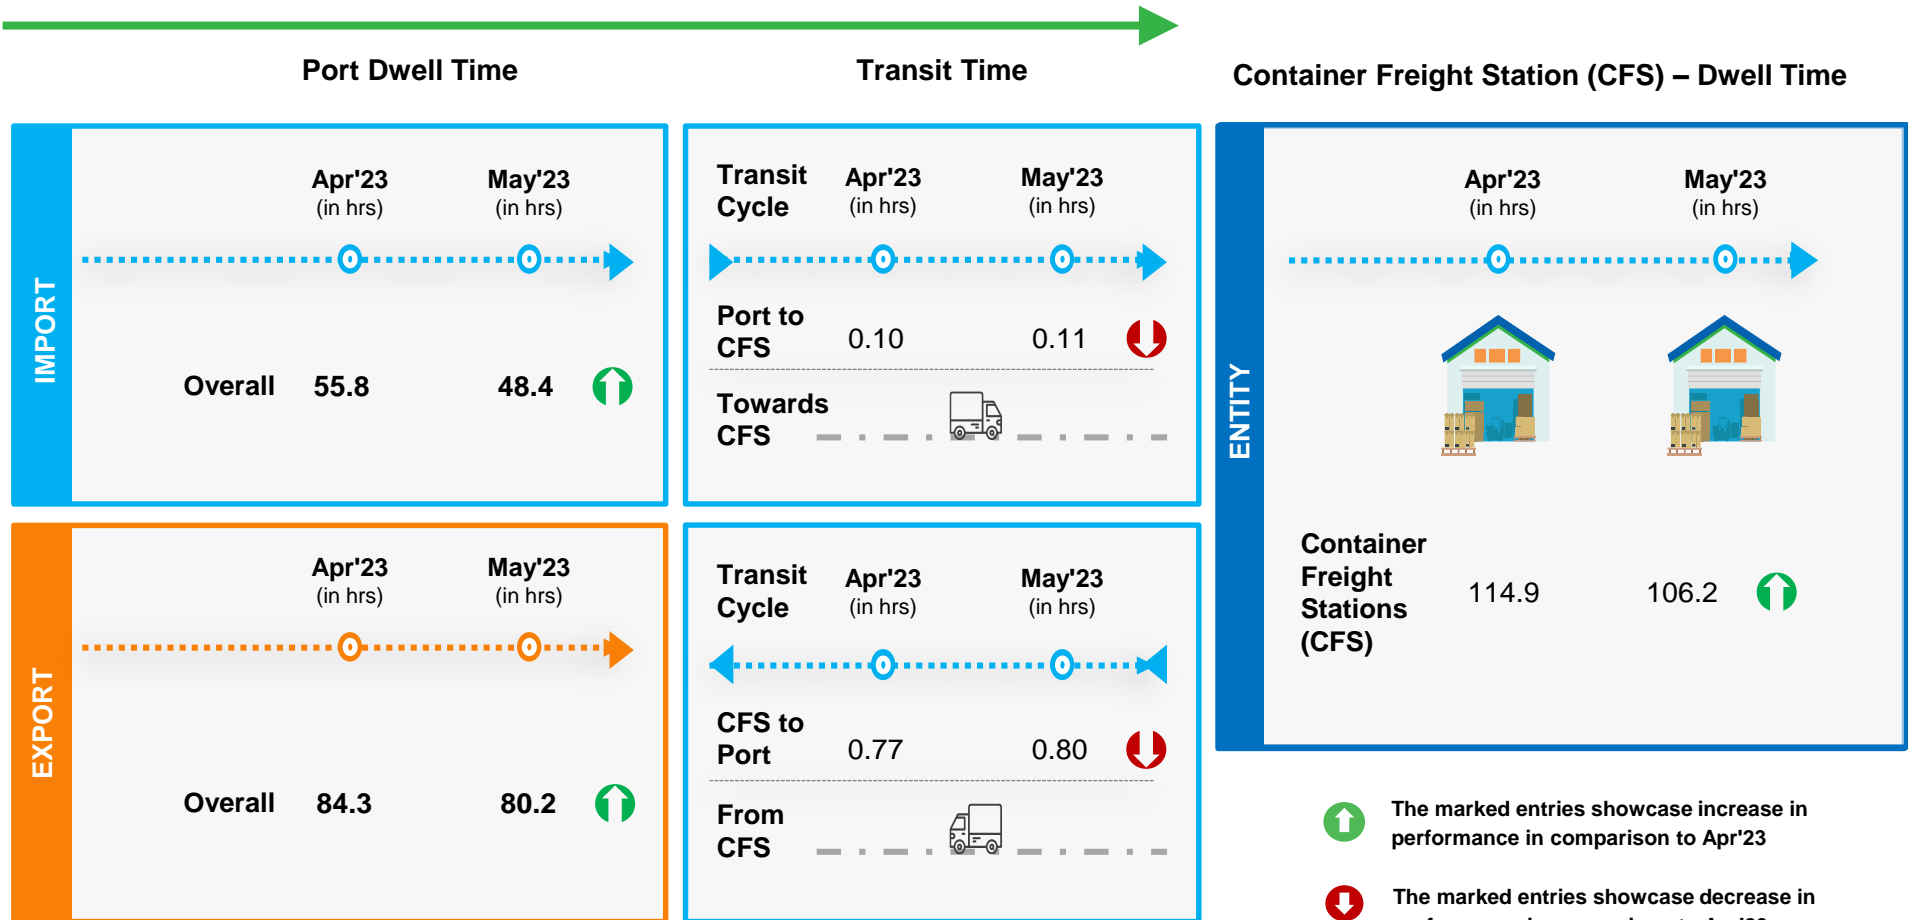 Port Dwell Time
Transit Time
Container Freight Station (CFS) – Dwell Time
IMPORT
Apr'23
(in hrs)
May'23
(in hrs)
Overall 55.8 48.4
Transit
Cycle
Apr'23
(in hrs)
May'23
(in hrs)
Port to
CFS
0.10 0.11
Towards
CFS
ENTITY
Apr'23
(in hrs)
May'23
(in hrs)
Container
Freight
Stations
(CFS)
114.9 106.2
EXPORT
Apr'23
(in hrs)
May'23
(in hrs)
Overall 84.3 80.2
Transit
Cycle
Apr'23
(in hrs)
May'23
(in hrs)
CFS to
Port
0.77 0.80
From
CFS
The marked entries showcase increase in
performance in comparison to Apr'23
The marked entries showcase decrease in